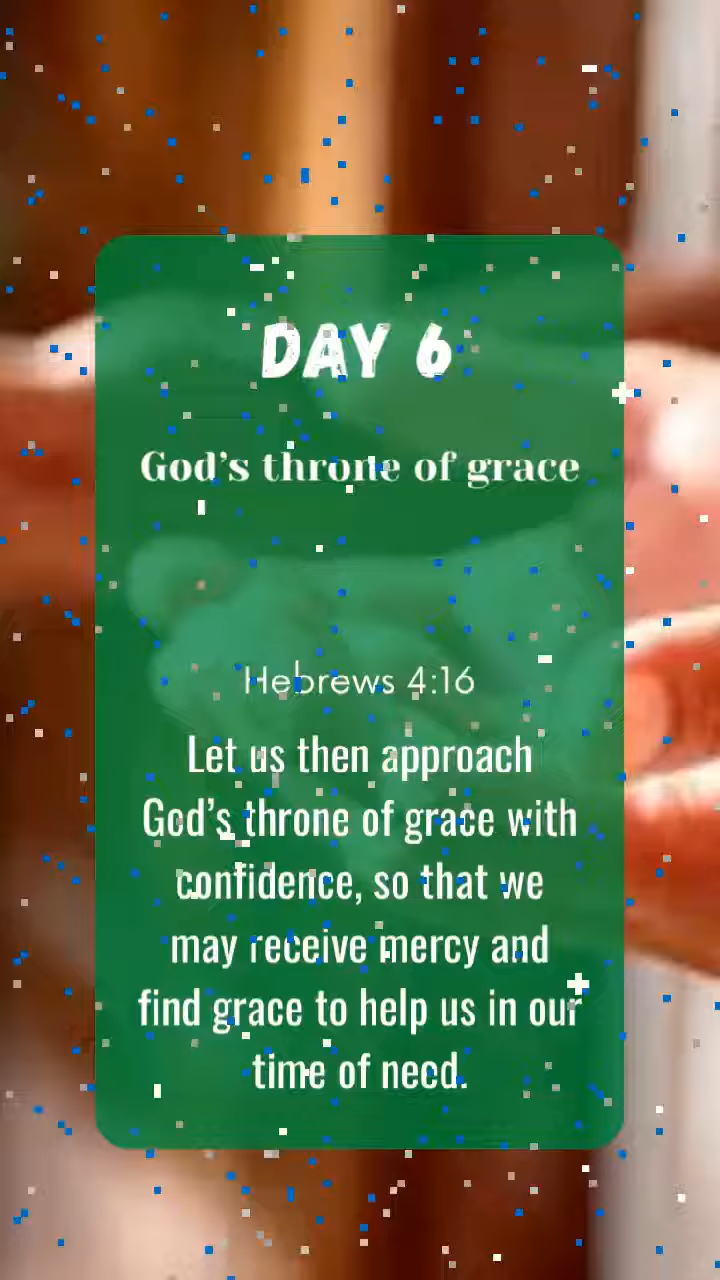 DAY 6
God’s throne of grace
Hebrews 4:16
Let us then approach
God’s throne of grace with
confidence, so that we
may receive mercy and
find grace to help us in our
time of need.